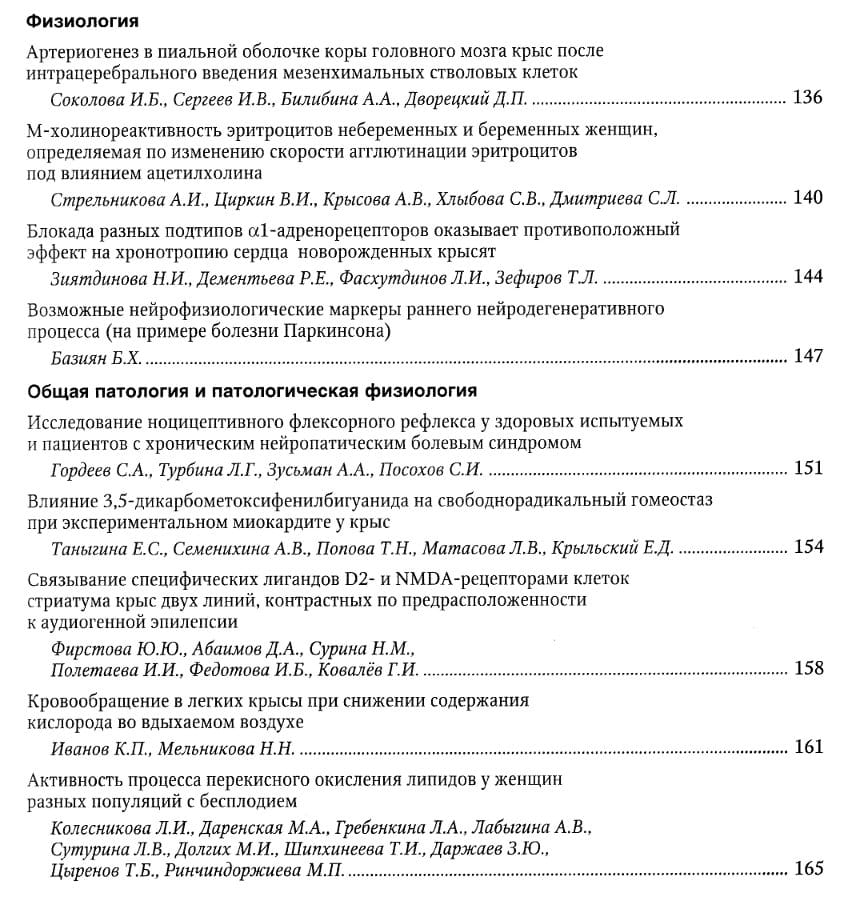 Физиология
Артериогенез в пиальной оболочке коры головного мозга крыс после
интрацеребрального введения мезенхимальных стволовых клеток
Соколова И.Б., Сергеев И.В., Билибина А.А., Дворецкий Д.П. ........ 136
М-холинореактивность эритроцитов небеременных и беременных женщин,
определяемая по изменению скорости агглютинации эритроцитов
под влиянием ацетилхолина
Стрельникова А.И., Циркин В.И., Крысова А.В., Хлыбова С.В., Дмитриева С.Л. ........ 140
Блокада разных подтипов α1-адренорецепторов оказывает противоположный
эффект на хронотропию сердца новорожденных крысят
Зиятдинова Н.И., Дементьева Р.Е., Фасхутдинов Л.И., Зефиров Т.Л. ........ 144
Возможные нейрофизиологические маркеры раннего нейродегенеративного
процесса (на примере болезни Паркинсона)
Базиян Б.Х. ........ 147
Общая патология и патологическая физиология
Исследование ноцицептивного флексорного рефлекса у здоровых испытуемых
и пациентов с хроническим нейропатическим болевым синдромом
Гордеев С.А., Турбина Л.Г., Зусьман А.А., Посохов С.И. ........ 151
Влияние 3,5-дикарбометоксифенилбигуанида на свободнорадикальный гомеостаз
при экспериментальном миокардите у крыс
Таныгина Е.С., Семенихина А.В., Попова Т.Н., Матасова Л.В., Крыльский Е.Д. ........ 154
Связывание специфических лигандов D2- и NMDA-рецепторами клеток
стриатума крыс двух линий, контрастных по предрасположенности
к аудиогенной эпилепсии
Фирстова Ю.Ю., Абаимов Д.А., Сурина Н.М.,
Полетаева И.И., Федотова И.Б., Ковалёв Г.И. ........ 158
Кровообращение в легких крысы при снижении содержания
кислорода во вдыхаемом воздухе
Иванов К.П., Мельникова Н.Н. ........ 161
Активность процесса перекисного окисления липидов у женщин
разных популяций с бесплодием
Колесникова Л.И., Даренская М.А., Гребенкина Л.А., Лабыгина А.В.,
Сутурина Л.В., Долгих М.И., Шипхинеева Т.И., Даржаев З.Ю.,
Цыренов Т.Б., Ринчиндоржиева М.П. ........ 165